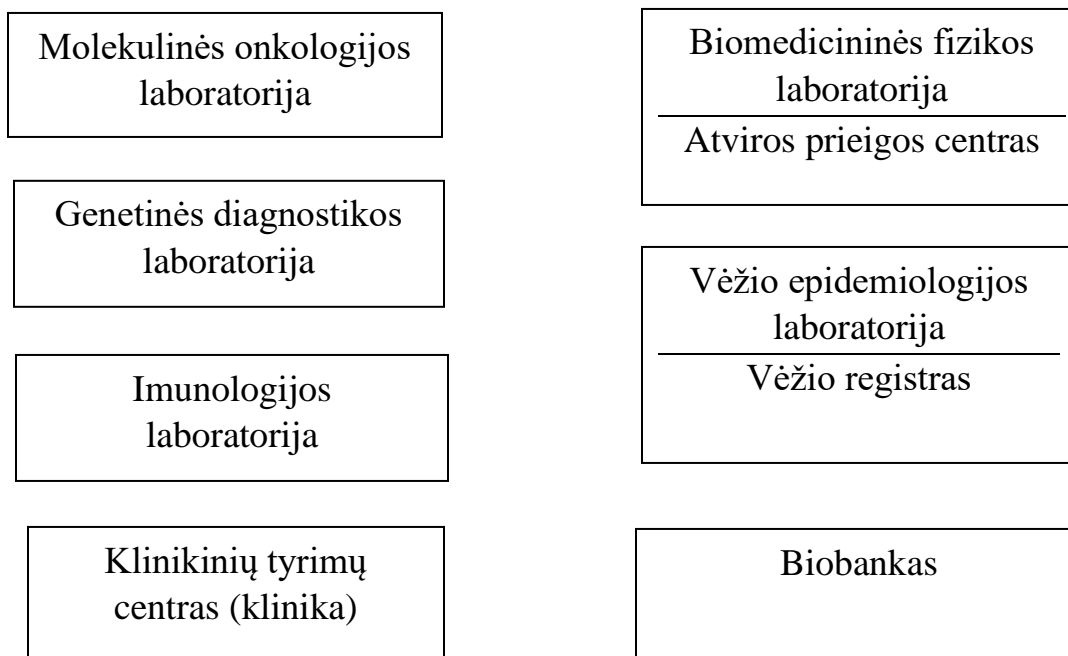 Molekulinės onkologijos
laboratorija
Genetinės diagnostikos
laboratorija
Imunologijos
laboratorija
Klinikinių tyrimų
centras (klinika)
Biomedicininės fizikos
laboratorija
Atviros prieigos centras
Vėžio epidemiologijos
laboratorija
Vėžio registras
Biobankas